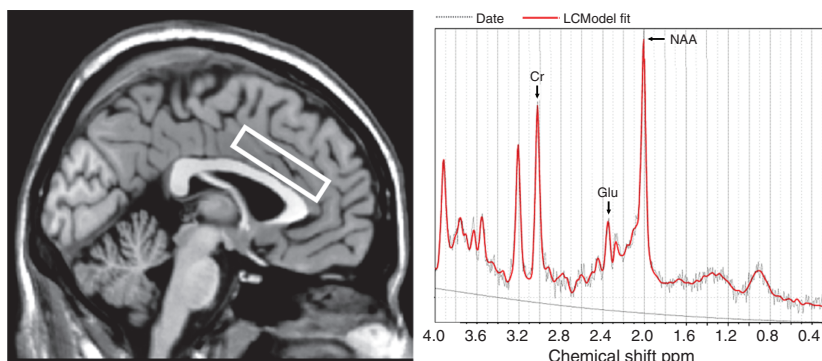 Date LCModel fit
NAA
Cr
Glu
4.0 3.6 3.2 2.8 2.4 2.0 1.6 1.2 0.8 0.4
Chemical shift ppm